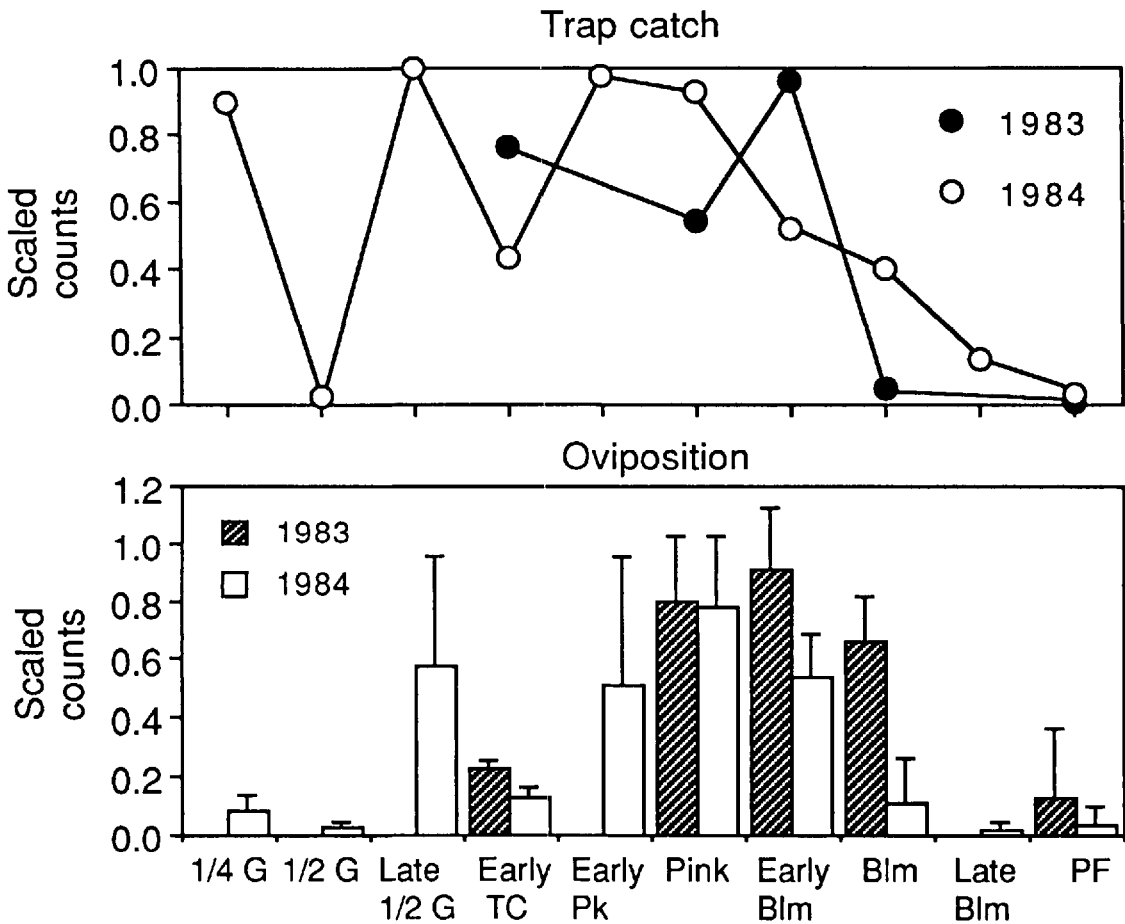 Trap catch
Scaled
counts
1.0
0.8
0.6
0.4
0.2
0.0
1983
1984
Oviposition
Scaled
counts
1.2
1.0
0.8
0.6
0.4
0.2
0.0
1983
1984
1/4 G 1/2 G Late Early Early Pink Early Blm Late PF
1/2 G TC Pk Blm Blm